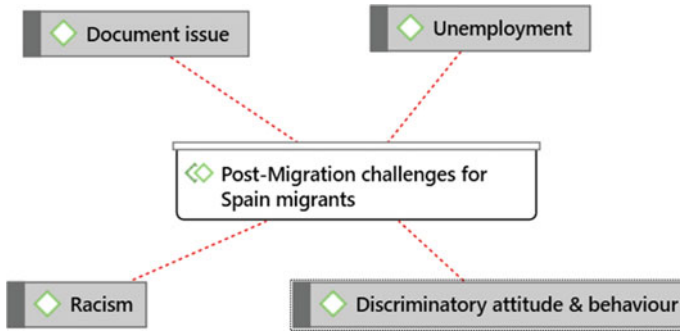 Document issue
Unemployment
Post-Migration challenges for
Spain migrants
Racism
Discriminatory attitude & behaviour